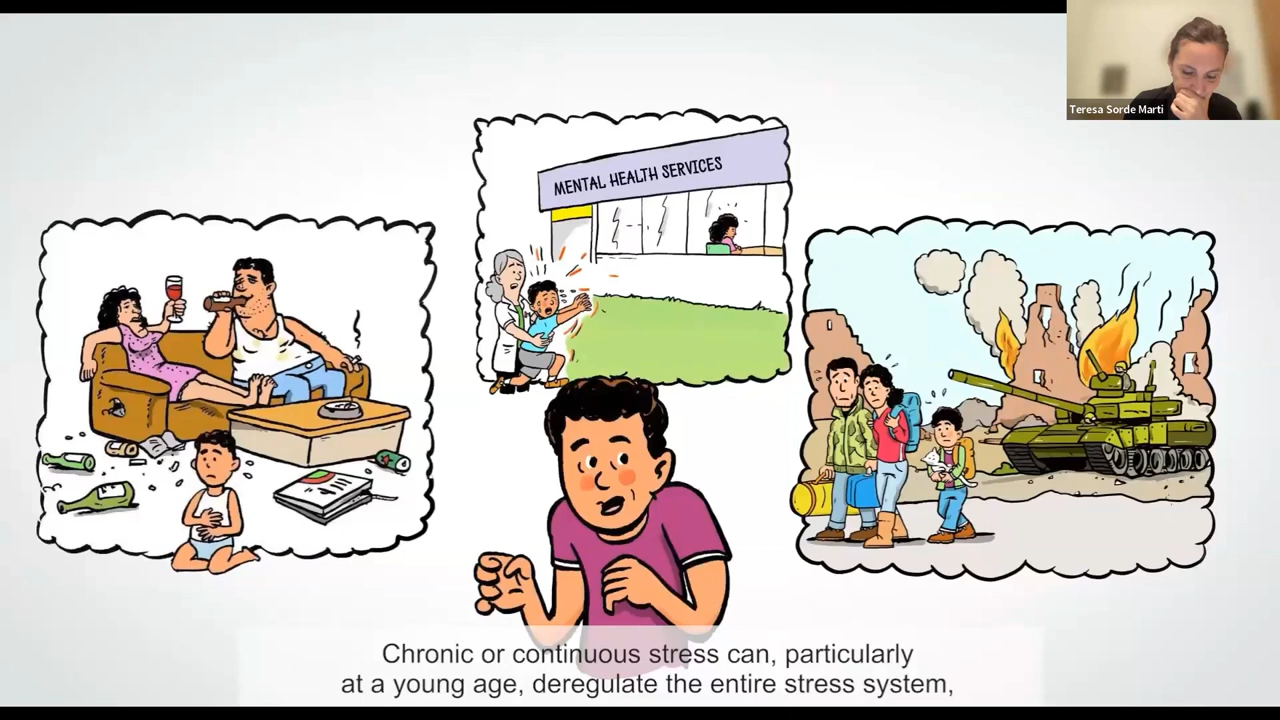 Teresa Sorde Marti
MENTAL HEALTH SERVICES
Chronic or continuous stress can, particularly
at a young age, deregulate the entire stress system,